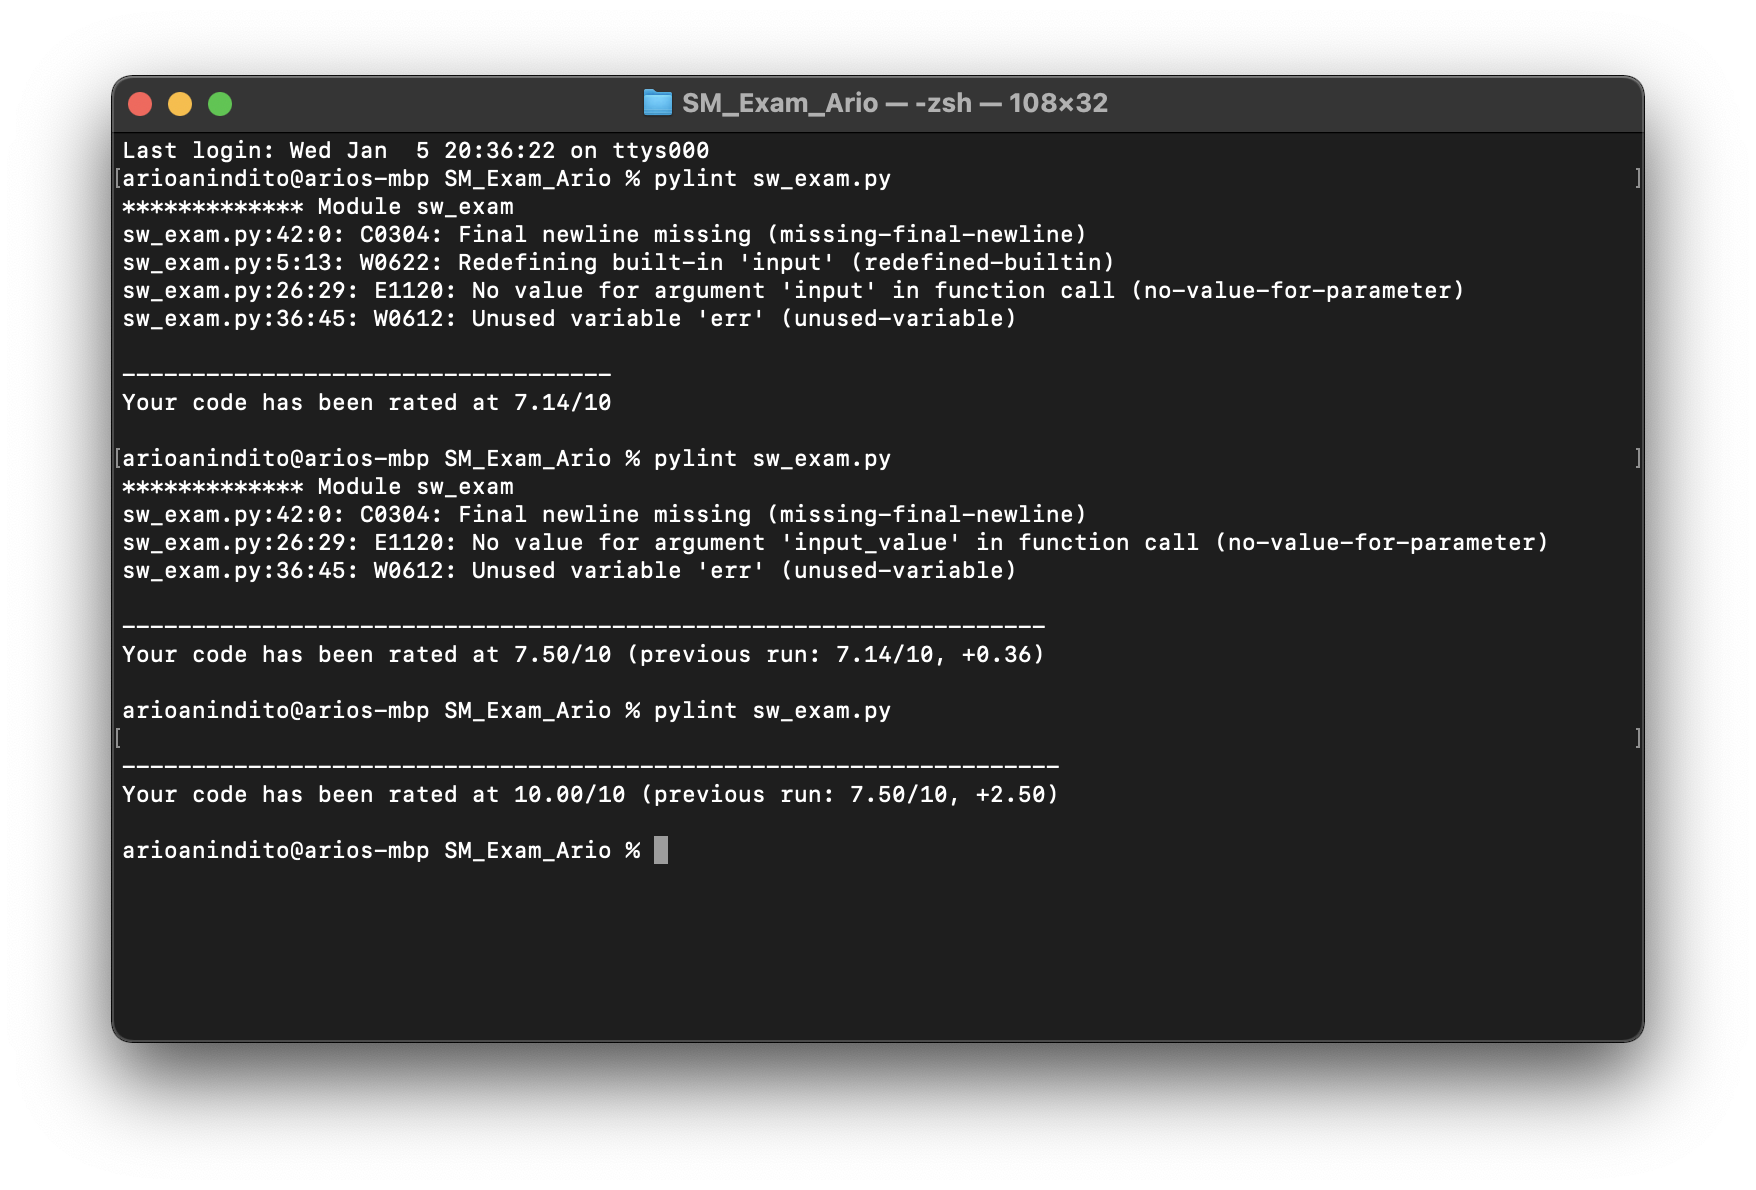 SM_Exam_Ario — -zsh — 108×32
Last login: Wed Jan  5 20:36:22 on ttys000
[arioanindito@arios-mbp SM_Exam_Ario % pylint sw_exam.py ]
************* Module sw_exam
sw_exam.py:42:0: C0304: Final newline missing (missing-final-newline)
sw_exam.py:5:13: W0622: Redefining built-in 'input' (redefined-builtin)
sw_exam.py:26:29: E1120: No value for argument 'input' in function call (no-value-for-parameter)
sw_exam.py:36:45: W0612: Unused variable 'err' (unused-variable)
-----------------------------------
Your code has been rated at 7.14/10
[arioanindito@arios-mbp SM_Exam_Ario % pylint sw_exam.py ]
************* Module sw_exam
sw_exam.py:42:0: C0304: Final newline missing (missing-final-newline)
sw_exam.py:26:29: E1120: No value for argument 'input_value' in function call (no-value-for-parameter)
sw_exam.py:36:45: W0612: Unused variable 'err' (unused-variable)
------------------------------------------------------------------
Your code has been rated at 7.50/10 (previous run: 7.14/10, +0.36)
arioanindito@arios-mbp SM_Exam_Ario % pylint sw_exam.py
[ ]
-------------------------------------------------------------------
Your code has been rated at 10.00/10 (previous run: 7.50/10, +2.50)
arioanindito@arios-mbp SM_Exam_Ario %